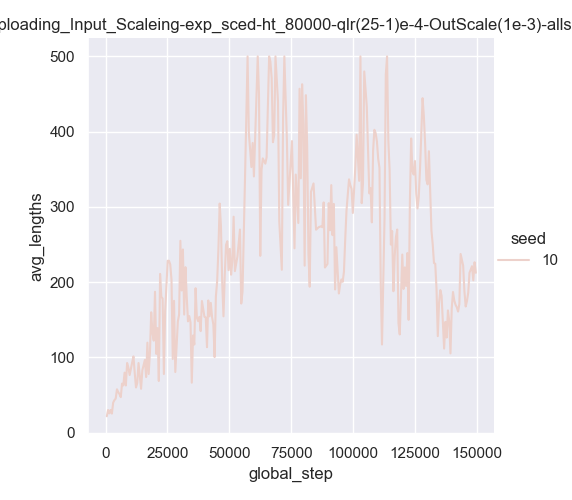 ploading_Input_Scaleing-exp_sced-ht_80000-qlr(25-1)e-4-OutScale(1e-3)-alls
500
400
300
200
100
0
avg_lengths
0 25000 50000 75000 100000 125000 150000
global_step
seed
10